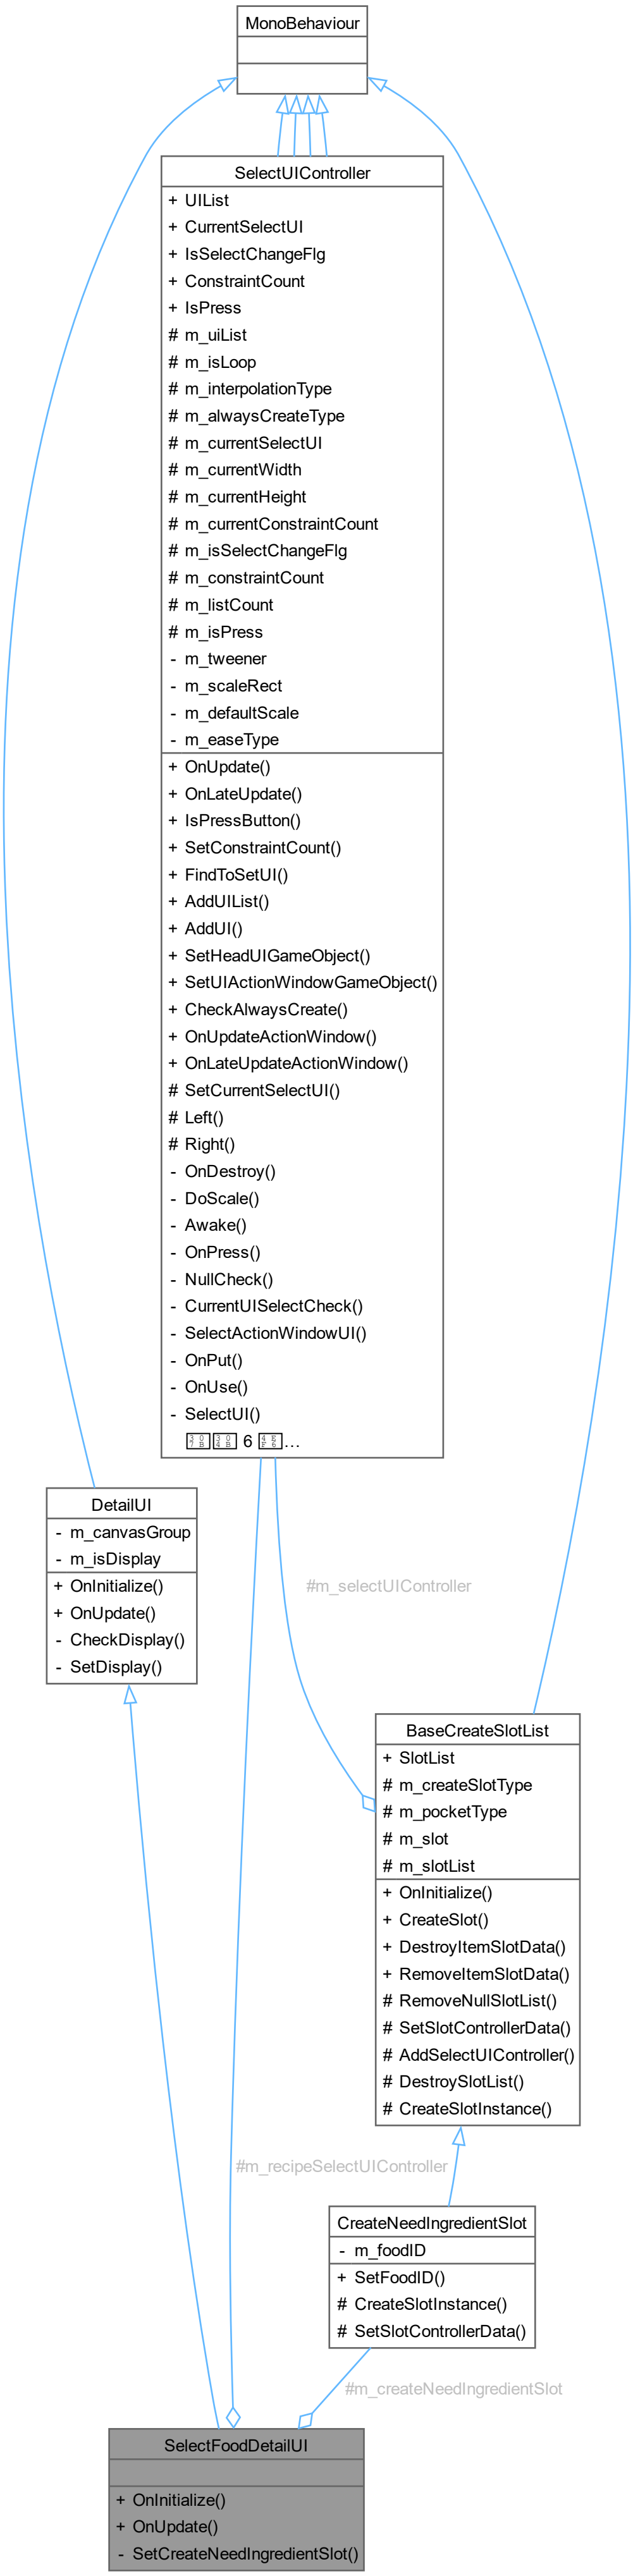 MonoBehaviour
SelectUIController
+ UIList
+ CurrentSelectUI
+ IsSelectChangeFlg
+ ConstraintCount
+ IsPress
# m_uiList
# m_isLoop
# m_interpolationType
# m_alwaysCreateType
# m_currentSelectUI
# m_currentWidth
# m_currentHeight
# m_currentConstraintCount
# m_isSelectChangeFlg
# m_constraintCount
# m_listCount
# m_isPress
- m_tweener
- m_scaleRect
- m_defaultScale
- m_easeType
+ OnUpdate()
+ OnLateUpdate()
+ IsPressButton()
+ SetConstraintCount()
+ FindToSetUI()
+ AddUIList()
+ AddUI()
+ SetHeadUIGameObject()
+ SetUIActionWindowGameObject()
+ CheckAlwaysCreate()
+ OnUpdateActionWindow()
+ OnLateUpdateActionWindow()
# SetCurrentSelectUI()
# Left()
# Right()
- OnDestroy()
- DoScale()
- Awake()
- OnPress()
- NullCheck()
- CurrentUISelectCheck()
- SelectActionWindowUI()
- OnPut()
- OnUse()
- SelectUI()
6 ...
DetailUI
- m_canvasGroup
- m_isDisplay
+ OnInitialize()
+ OnUpdate()
- CheckDisplay()
- SetDisplay()
#m_selectUIController
BaseCreateSlotList
+ SlotList
# m_createSlotType
# m_pocketType
# m_slot
# m_slotList
+ OnInitialize()
+ CreateSlot()
+ DestroyItemSlotData()
+ RemoveItemSlotData()
# RemoveNullSlotList()
# SetSlotControllerData()
# AddSelectUIController()
# DestroySlotList()
# CreateSlotInstance()
#m_recipeSelectUIController
CreateNeedIngredientSlot
- m_foodID
+ SetFoodID()
# CreateSlotInstance()
# SetSlotControllerData()
#m_createNeedIngredientSlot
SelectFoodDetailUI
+ OnInitialize()
+ OnUpdate()
- SetCreateNeedIngredientSlot()